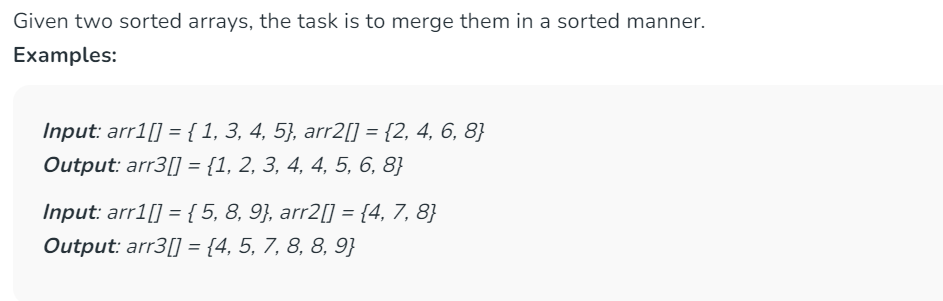 Given two sorted arrays, the task is to merge them in a sorted manner.
Examples:
Input: arr1[] = { 1, 3, 4, 5}, arr2[] = {2, 4, 6, 8}
Output: arr3[] = {1, 2, 3, 4, 4, 5, 6, 8}
Input: arr1[] = { 5, 8, 9}, arr2[] = {4, 7, 8}
Output: arr3[] = {4, 5, 7, 8, 8, 9}